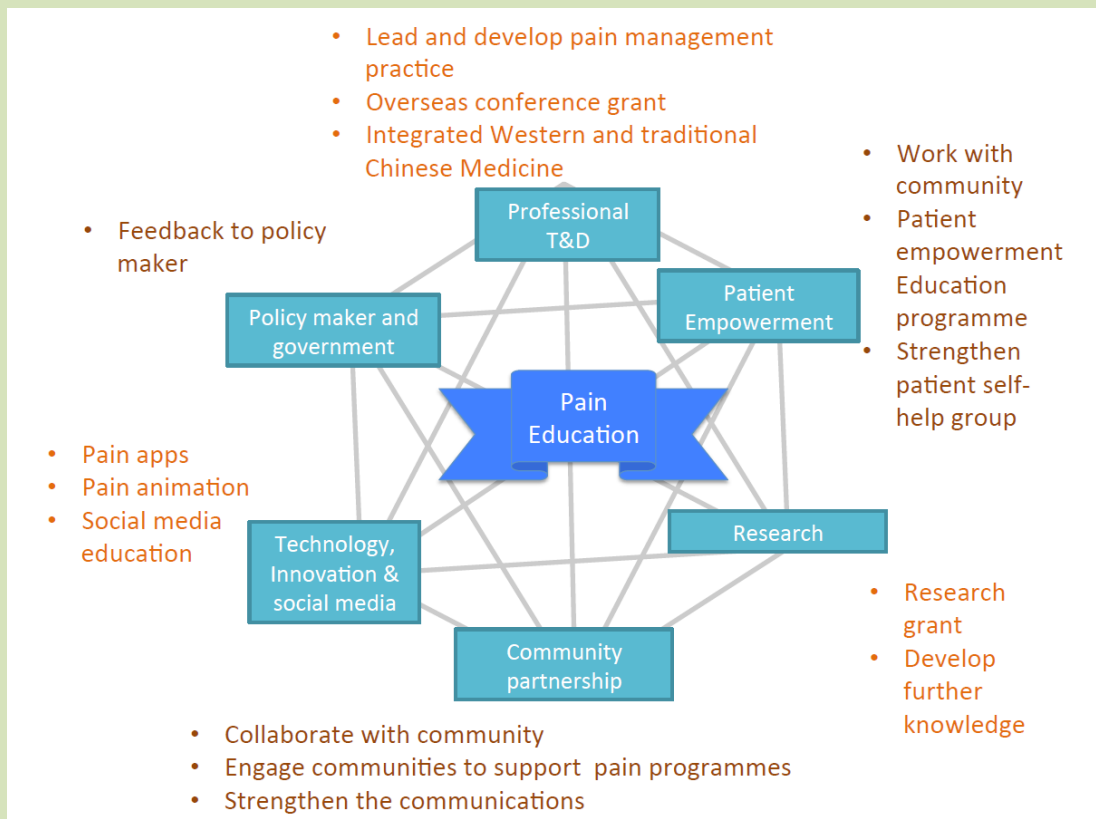 • Lead and develop pain management
practice
• Overseas conference grant
• Integrated Western and traditional
Chinese Medicine
Professional
T&D
• Work with
community
• Patient
empowerment
Education
programme
• Strengthen
patient self-
help group
• Feedback to policy
maker
Policy maker and
government
Patient
Empowerment
Pain
Education
• Pain apps
• Pain animation
• Social media
education
Technology,
Innovation &
social media
Research
• Research
grant
• Develop
further
knowledge
Community
partnership
• Collaborate with community
• Engage communities to support  pain programmes
• Strengthen the communications